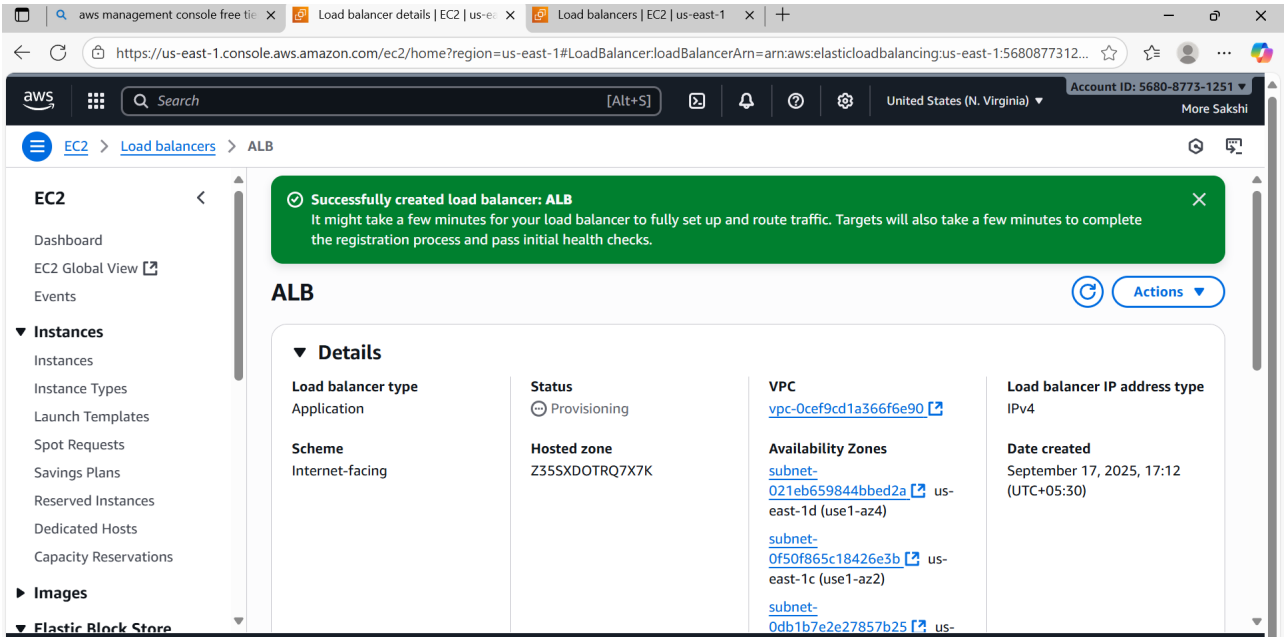 aws management console free tie
Load balancer details | EC2 | us-ea
Load balancers | EC2 | us-east-1
https://us-east-1.console.aws.amazon.com/ec2/home?region=us-east-1#LoadBalancer:loadBalancerArn=arn:aws:elasticloadbalancing:us-east-1:5680877312...
aws
Search
[Alt+S]
United States (N. Virginia)
Account ID: 5680-8773-1251
More Sakshi
EC2 > Load balancers > ALB
EC2
Dashboard
EC2 Global View
Events
Instances
Instances
Instance Types
Launch Templates
Spot Requests
Savings Plans
Reserved Instances
Dedicated Hosts
Capacity Reservations
Images
Elastic Block Store
Successfully created load balancer: ALB
It might take a few minutes for your load balancer to fully set up and route traffic. Targets will also take a few minutes to complete
the registration process and pass initial health checks.
ALB
Actions
Details
Load balancer type
Application
Scheme
Internet-facing
Status
Provisioning
Hosted zone
Z35SXDOTRQ7X7K
VPC
vpc-0cef9cd1a366f6e90
Availability Zones
subnet-
021eb659844bbed2a us-
east-1d (use1-az4)
subnet-
0f50f865c18426e3b us-
east-1c (use1-az2)
subnet-
0db1b7e2e27857b25 us-
Load balancer IP address type
IPv4
Date created
September 17, 2025, 17:12
(UTC+05:30)